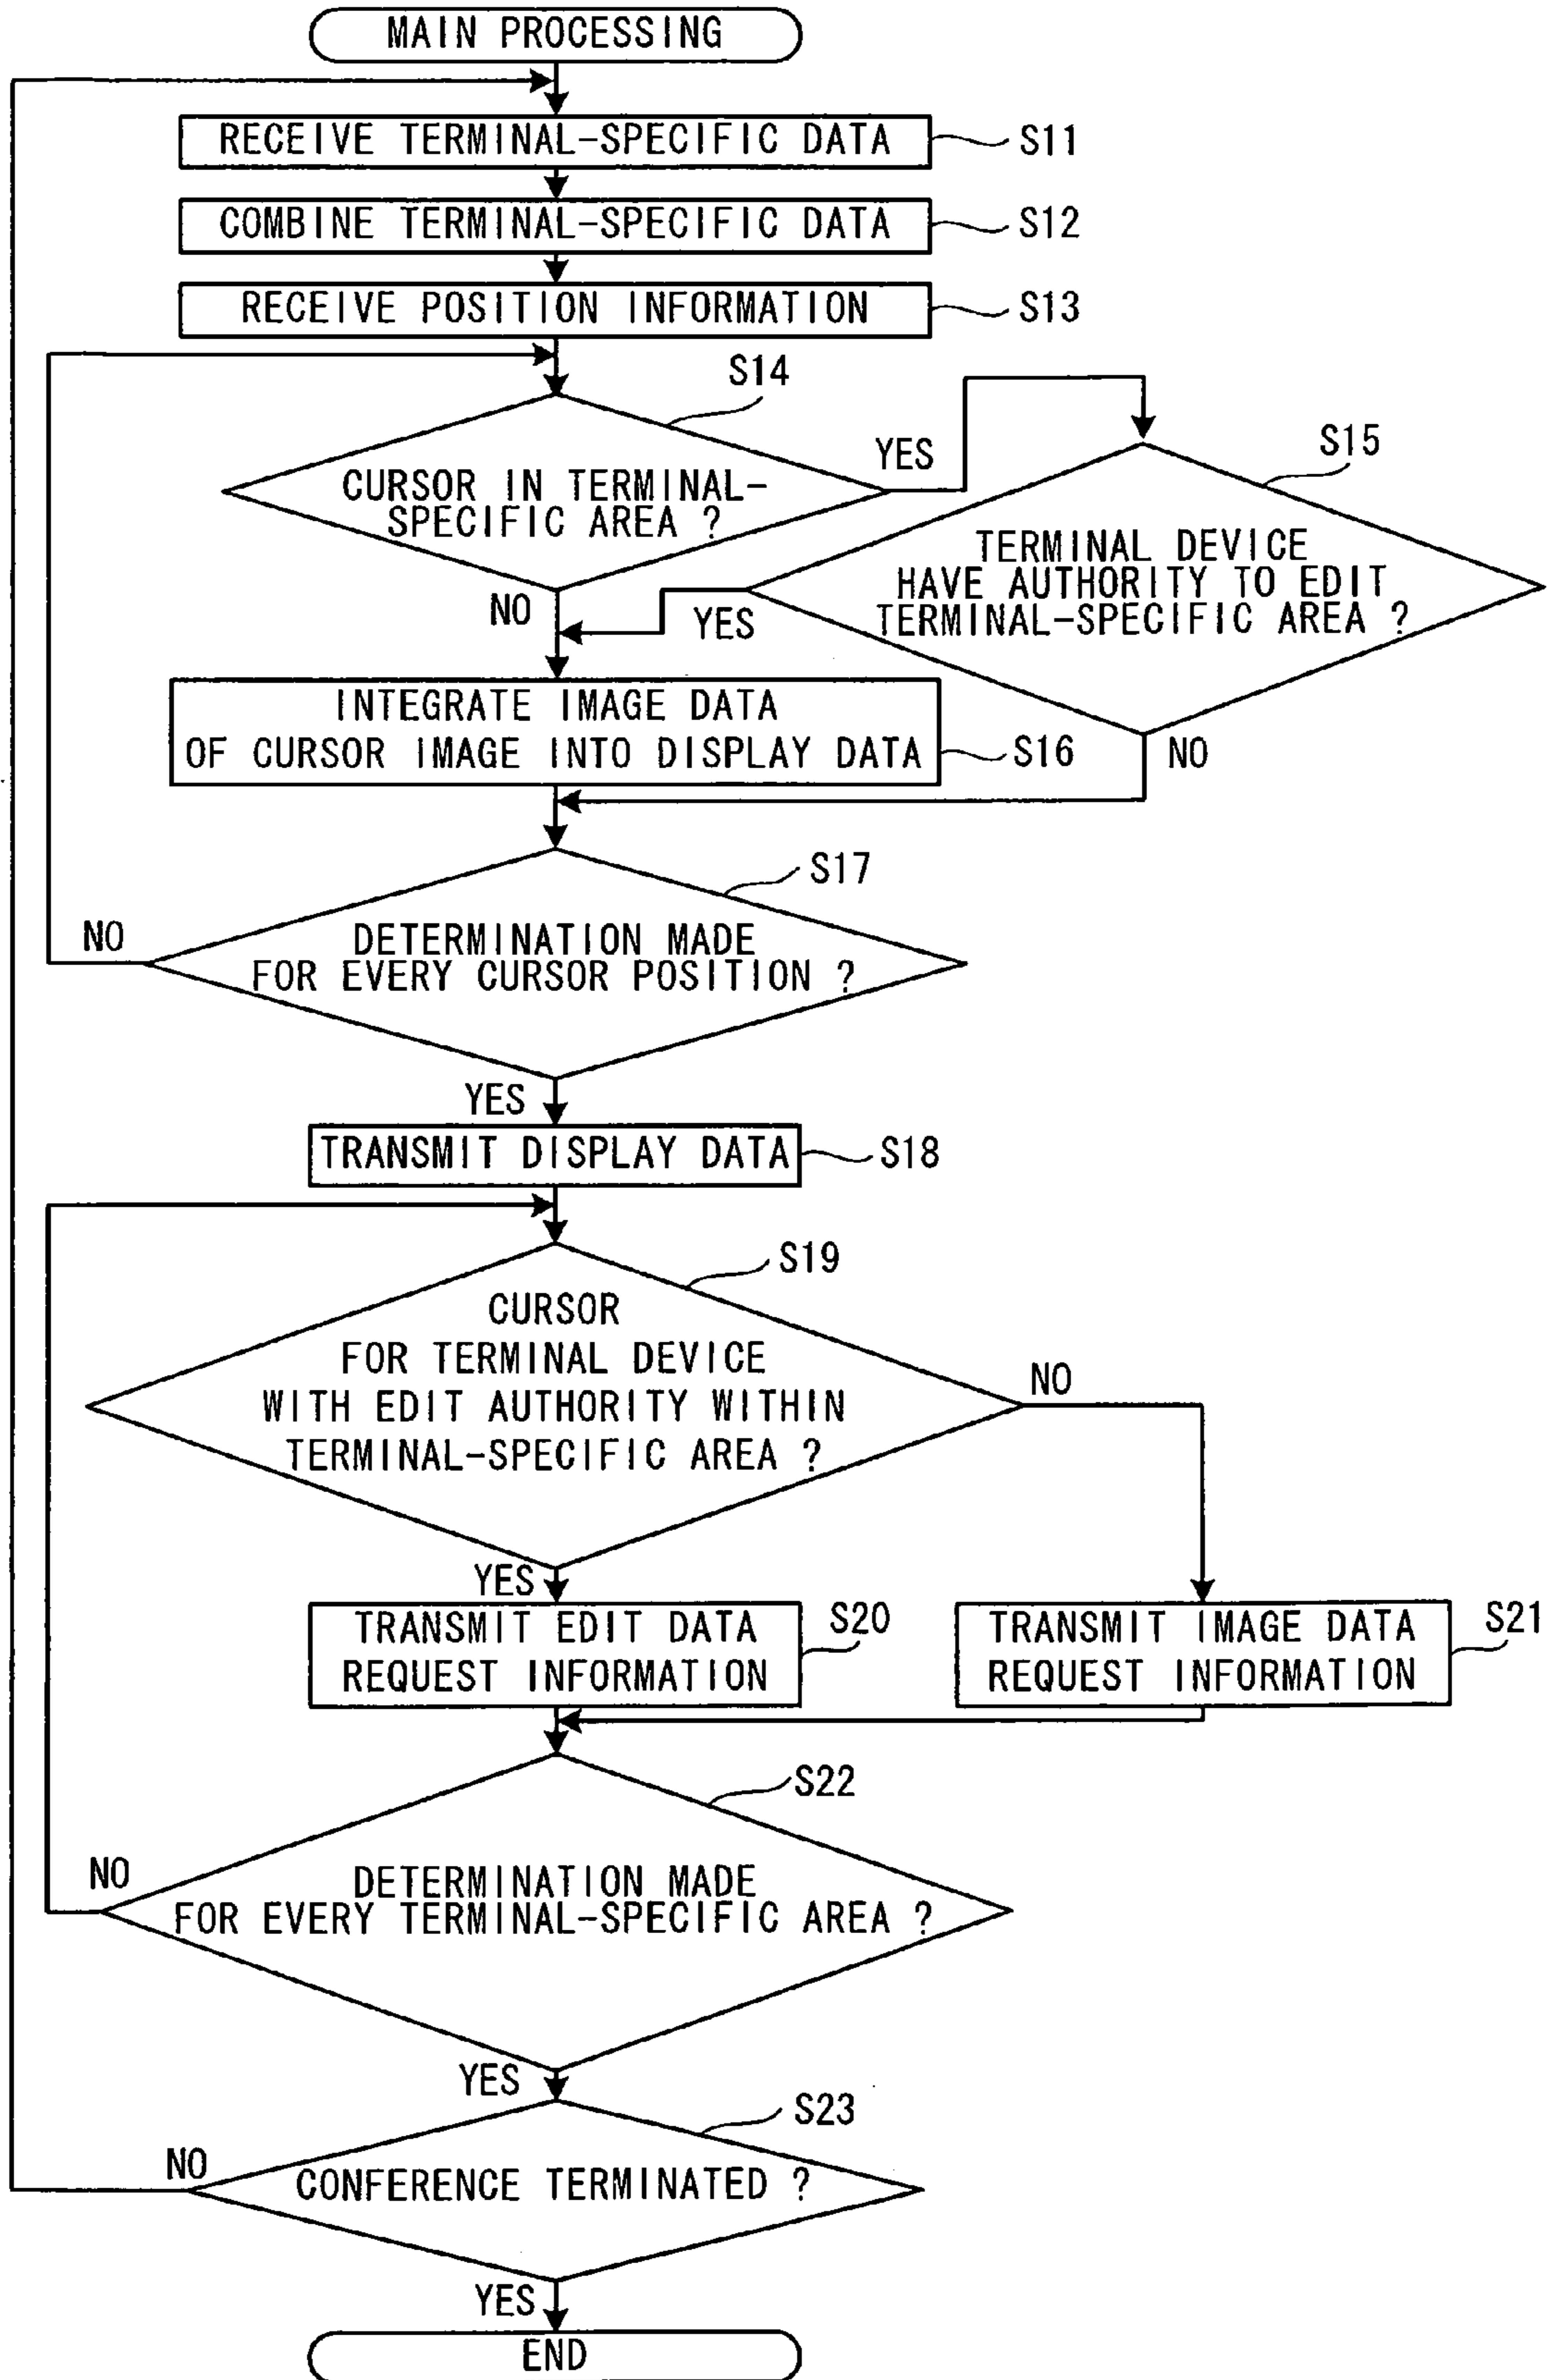 MAIN PROCESSING
RECEIVE TERMINAL-SPECIFIC DATA
S11
COMBINE TERMINAL-SPECIFIC DATA
S12
RECEIVE POSITION INFORMATION
S13
S14
CURSOR IN TERMINAL-
SPECIFIC AREA ?
YES
NO
S15
TERMINAL DEVICE
HAVE AUTHORITY TO EDIT
TERMINAL-SPECIFIC AREA ?
YES
NO
INTEGRATE IMAGE DATA
OF CURSOR IMAGE INTO DISPLAY DATA
S16
S17
DETERMINATION MADE
FOR EVERY CURSOR POSITION ?
NO
YES
TRANSMIT DISPLAY DATA
S18
S19
CURSOR
FOR TERMINAL DEVICE
WITH EDIT AUTHORITY WITHIN
TERMINAL-SPECIFIC AREA ?
NO
YES
TRANSMIT EDIT DATA
REQUEST INFORMATION
S20
TRANSMIT IMAGE DATA
REQUEST INFORMATION
S21
S22
DETERMINATION MADE
FOR EVERY TERMINAL-SPECIFIC AREA ?
NO
YES
S23
CONFERENCE TERMINATED ?
NO
YES
END